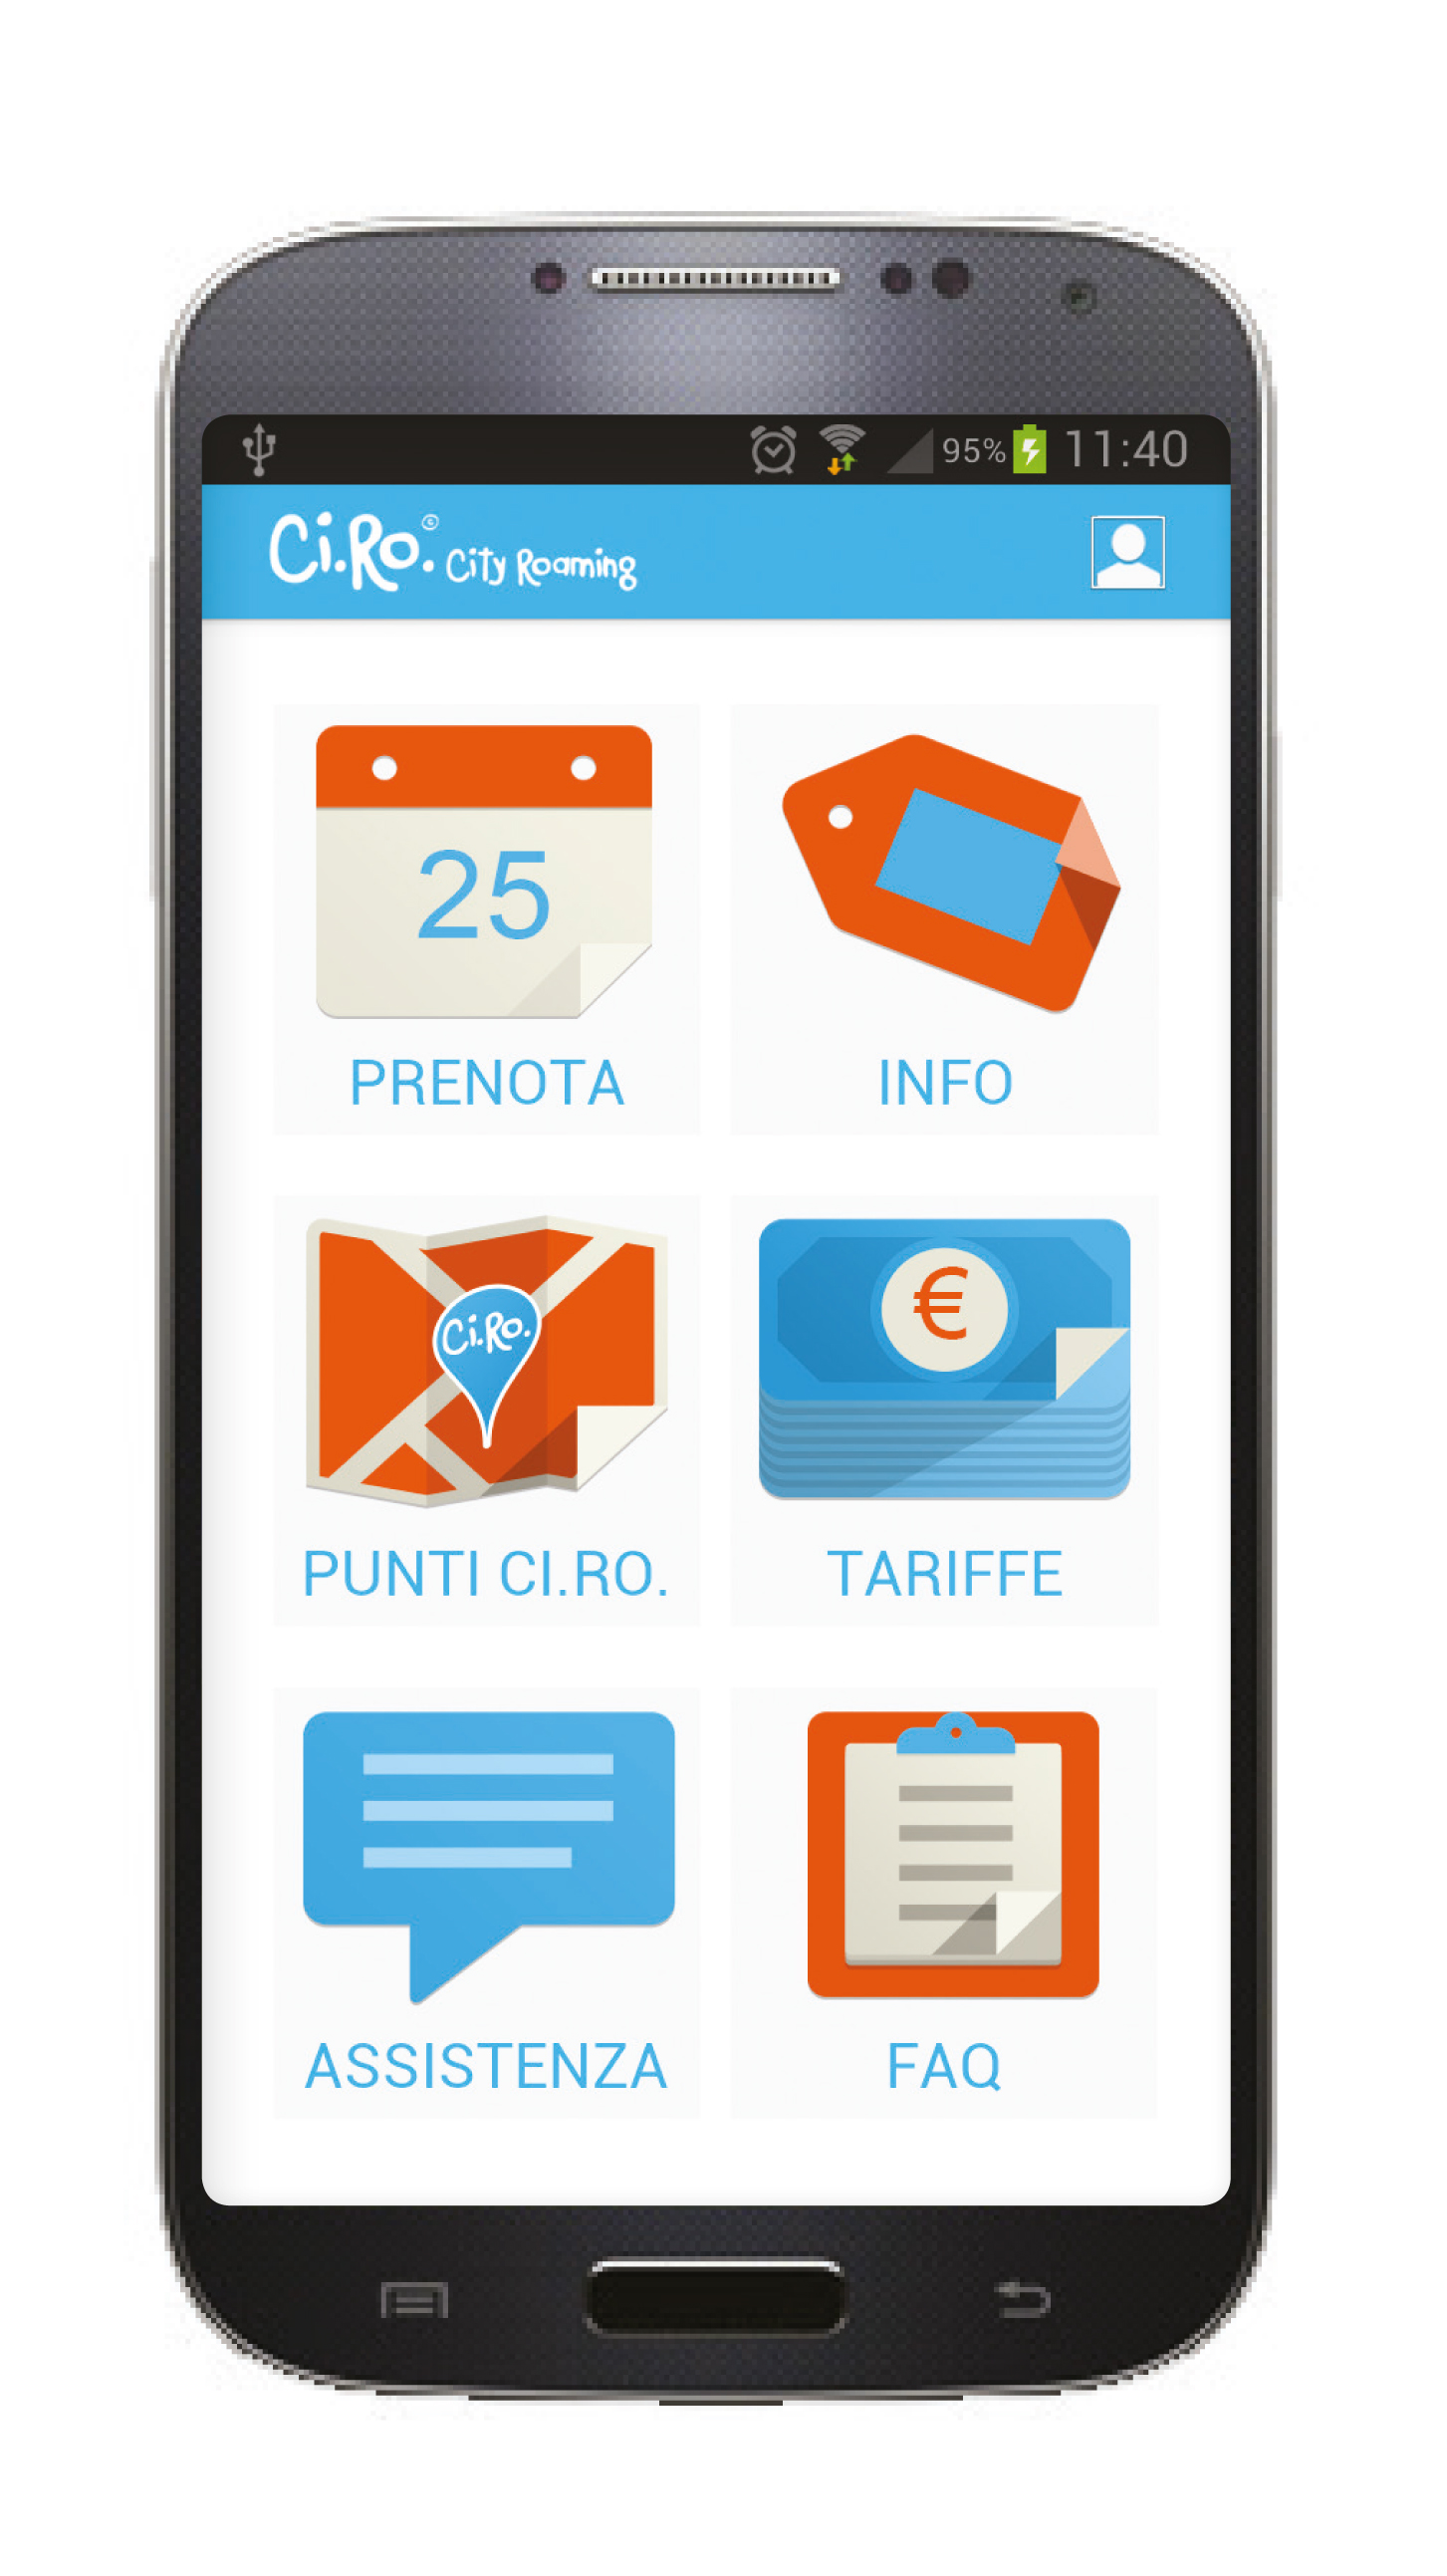 95% 11:40
Ci.Ro.© City Roaming
25
PRENOTA
INFO
Ci.Ro.
€
PUNTI CI.RO.
TARIFFE
ASSISTENZA
FAQ